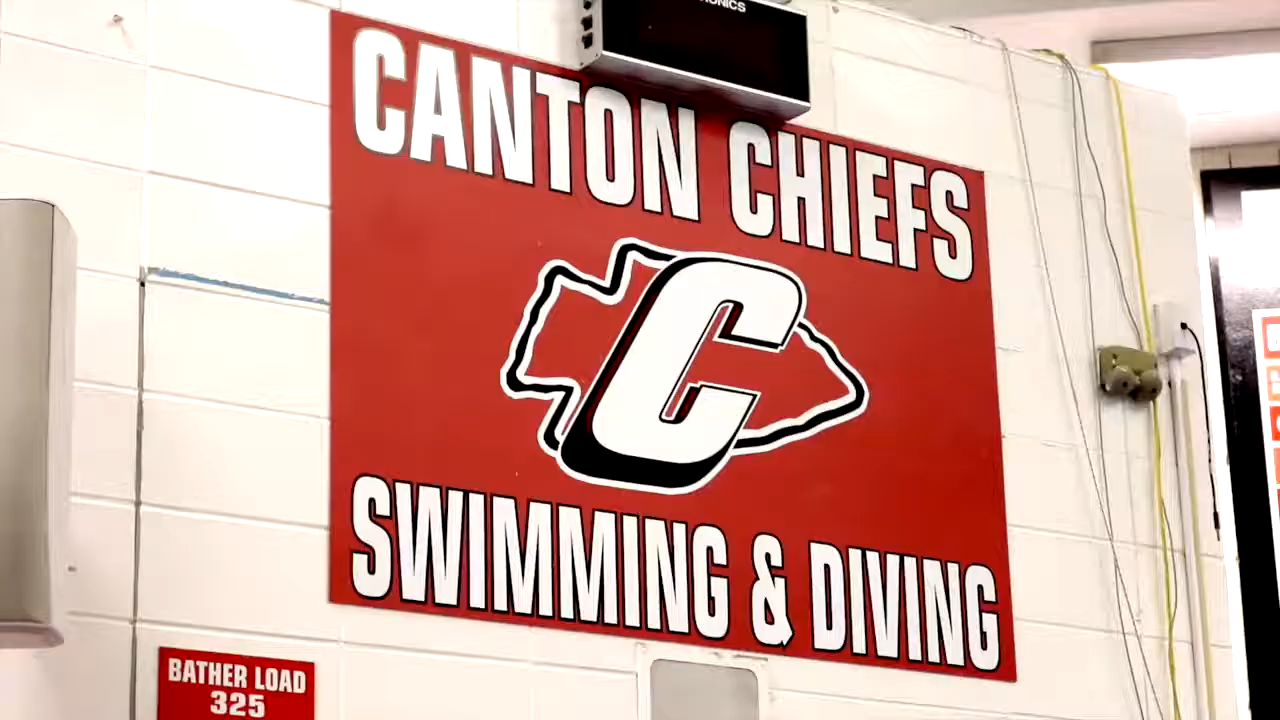 CANTON CHIEFS
C
SWIMMING & DIVING
BATHER LOAD
325